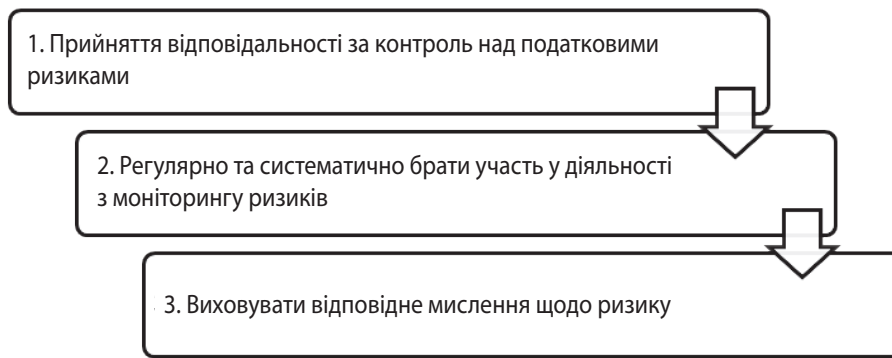 1. Прийняття відповідальності за контроль над податковими
ризиками
2. Регулярно та систематично брати участь у діяльності
з моніторингу ризиків
3. Виховувати відповідне мислення щодо ризику